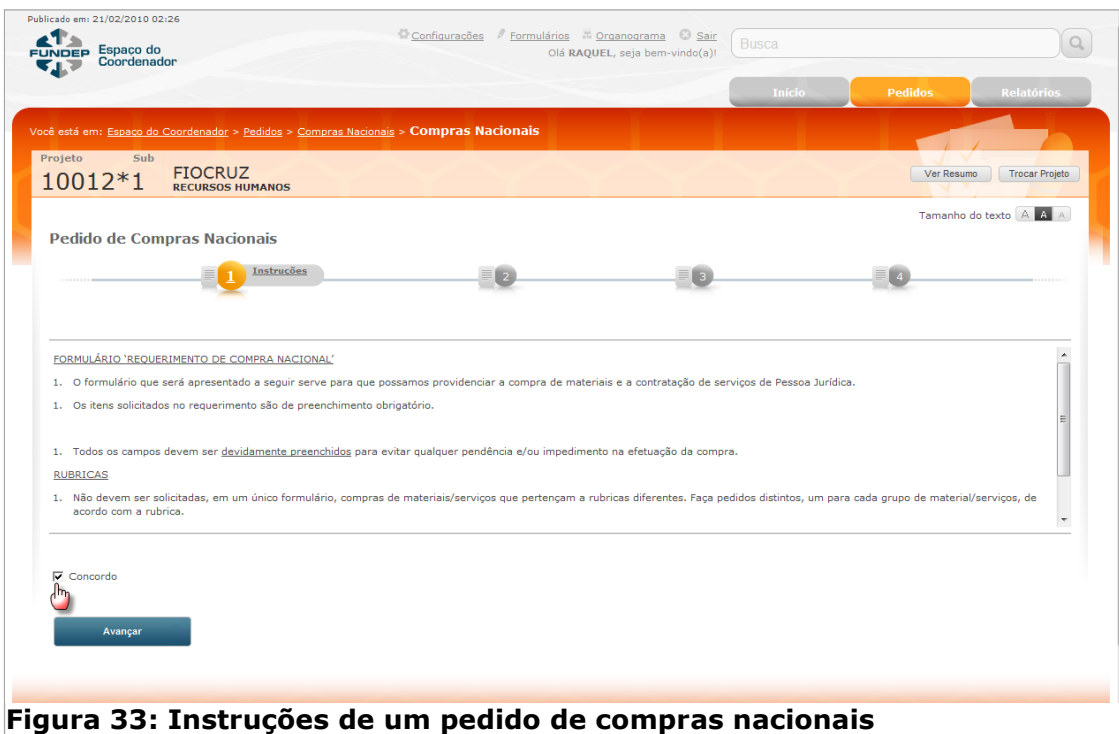 Publicado em: 21/02/2010 02:26
FUNDEP Espaço do Coordenador
Configurações Formulários Organograma Sair
Olá RAQUEL, seja bem-vindo(a)!
Busca
Início Pedidos Relatórios
Você está em: Espaço do Coordenador > Pedidos > Compras Nacionais > Compras Nacionais
Projeto Sub
10012*1 FIOCRUZ
RECURSOS HUMANOS
Ver Resumo Trocar Projeto
Tamanho do texto A A A
Pedido de Compras Nacionais
1 Instruções 2 3 4
FORMULÁRIO 'REQUERIMENTO DE COMPRA NACIONAL'
1. O formulário que será apresentado a seguir serve para que possamos providenciar a compra de materiais e a contratação de serviços de Pessoa Jurídica.
1. Os itens solicitados no requerimento são de preenchimento obrigatório.
1. Todos os campos devem ser devidamente preenchidos para evitar qualquer pendência e/ou impedimento na efetuação da compra.
RUBRICAS
1. Não devem ser solicitadas, em um único formulário, compras de materiais/serviços que pertençam a rubricas diferentes. Faça pedidos distintos, um para cada grupo de material/serviços, de
acordo com a rubrica.
Concordo
Avançar
Figura 33: Instruções de um pedido de compras nacionais